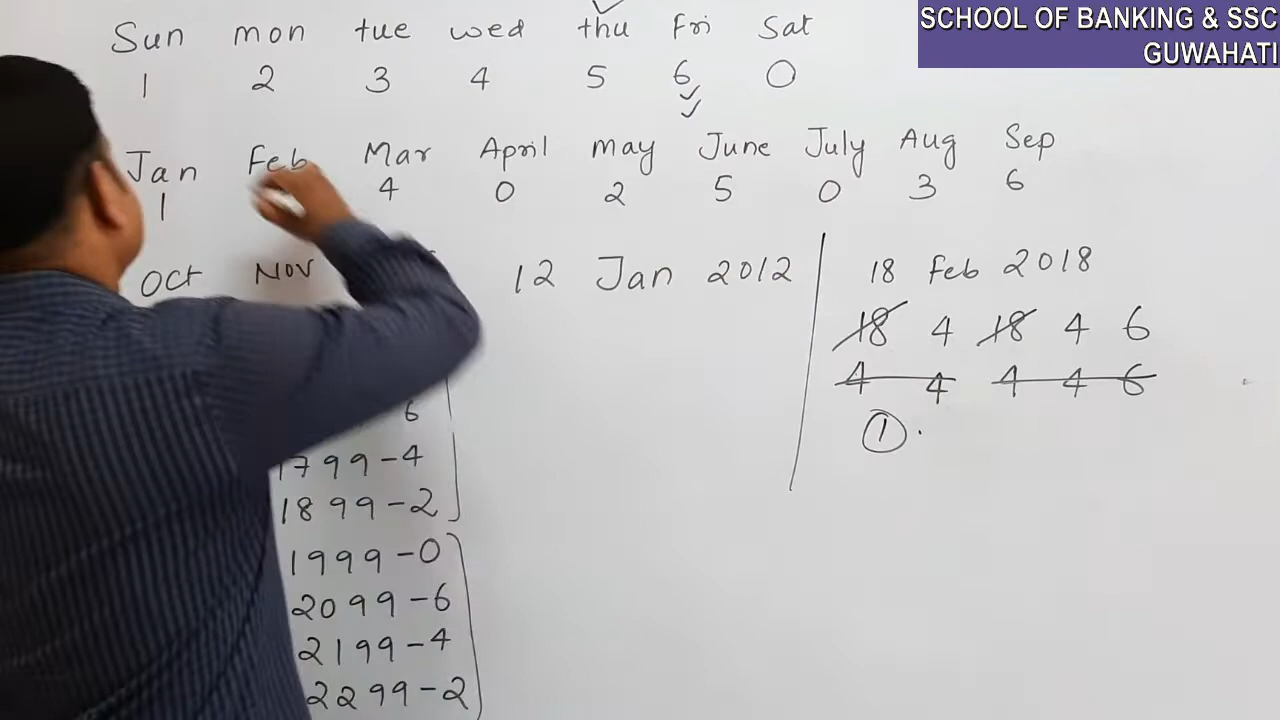 SCHOOL OF BANKING & SSC
GUWAHATI
Sun mon tue wed thu Fri Sat
1 2 3 4 5 6 0
Jan Feb Mar April may June July Aug Sep
1 4 0 2 5 0 3 6
Oct Nov
12 Jan 2012
18 Feb 2018
18 4 18 4 6
4 4 4 4 6
1
6
1799-4
1899-2
1999-0
2099-6
2199-4
2299-2